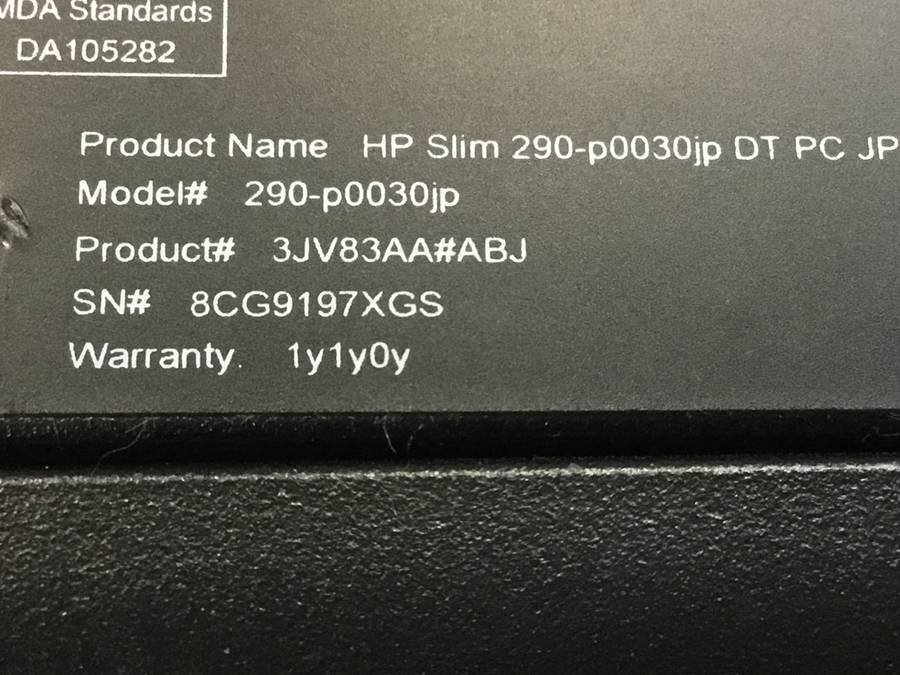 MDA Standards
DA105282
Product Name HP Slim 290-p0030jp DT PC JP
Model# 290-p0030jp
Product# 3JV83AA#ABJ
SN# 8CG9197XGS
Warranty. 1y1y0y